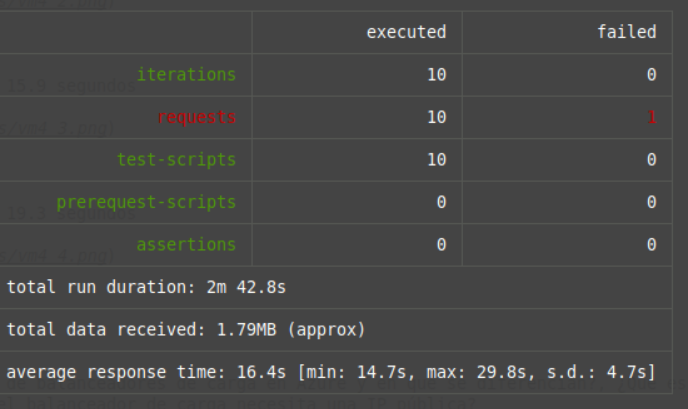 executed failed
iterations 10 0
requests 10 1
test-scripts 10 0
prerequest-scripts 0 0
assertions 0 0
total run duration: 2m 42.8s
total data received: 1.79MB (approx)
average response time: 16.4s [min: 14.7s, max: 29.8s, s.d.: 4.7s]